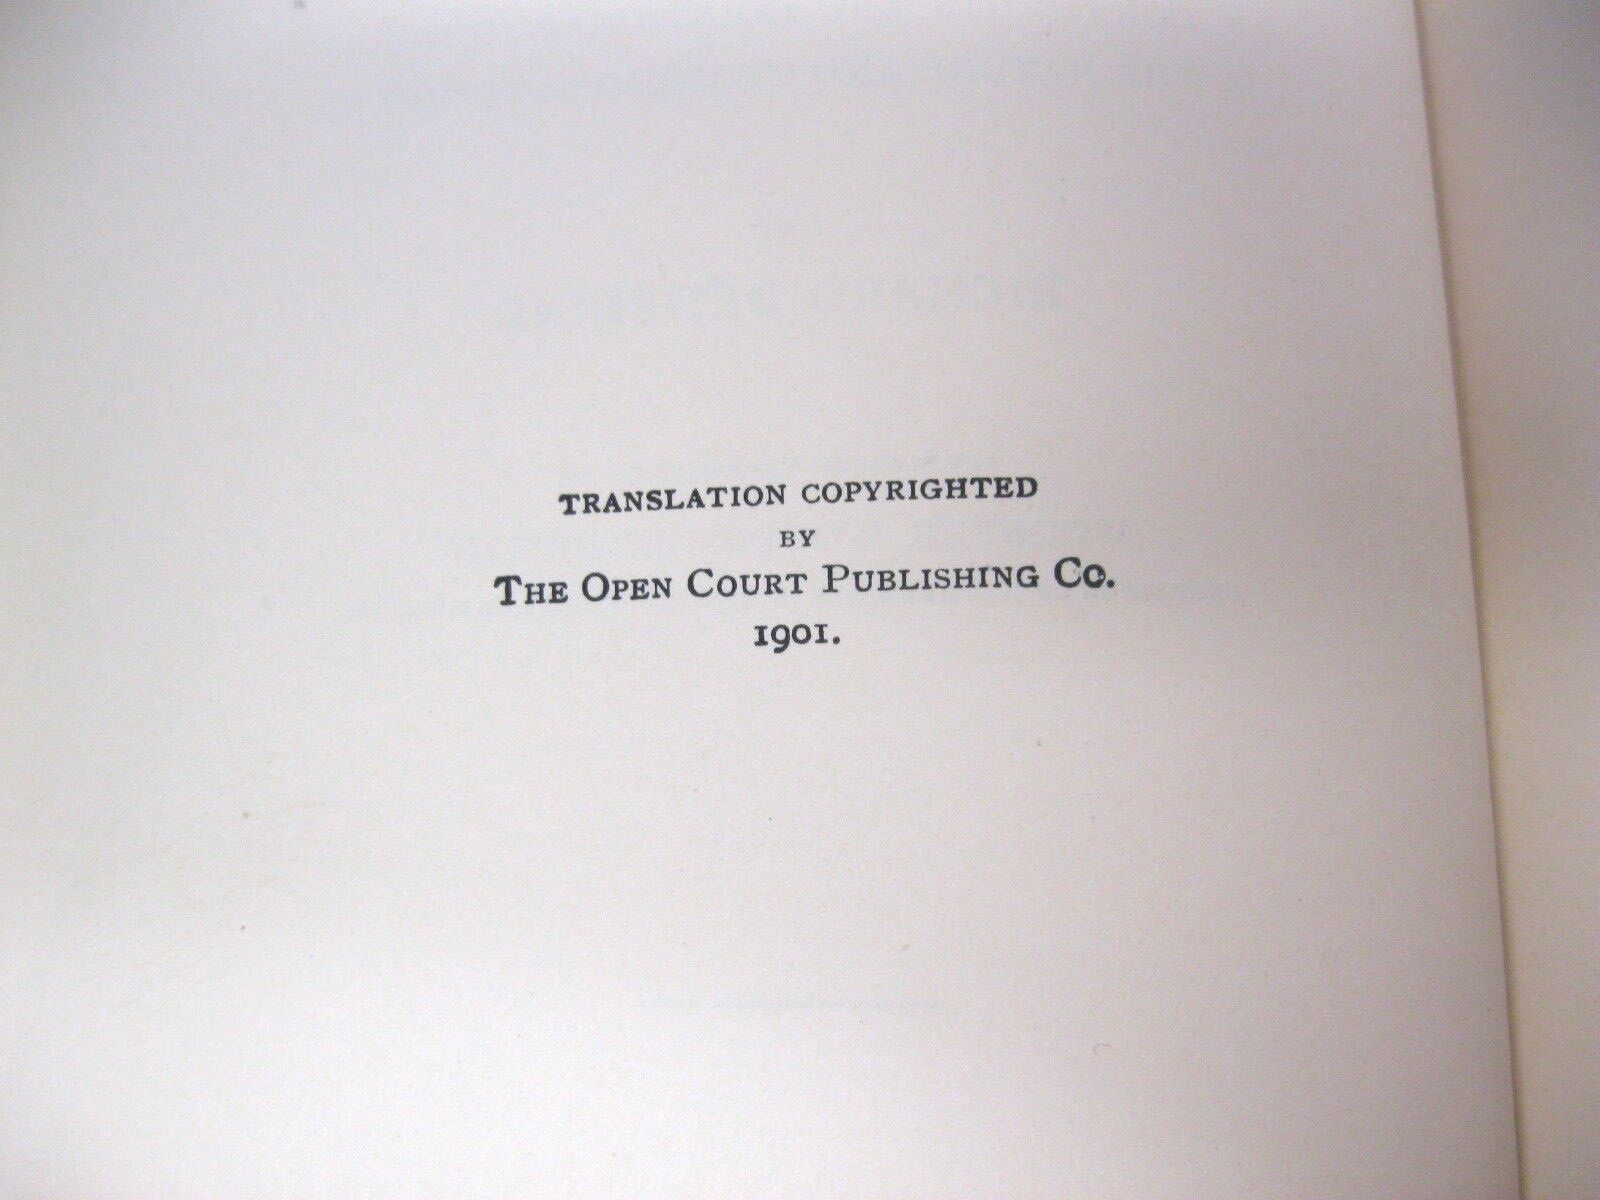 TRANSLATION COPYRIGHTED
BY
THE OPEN COURT PUBLISHING CO.
1901.